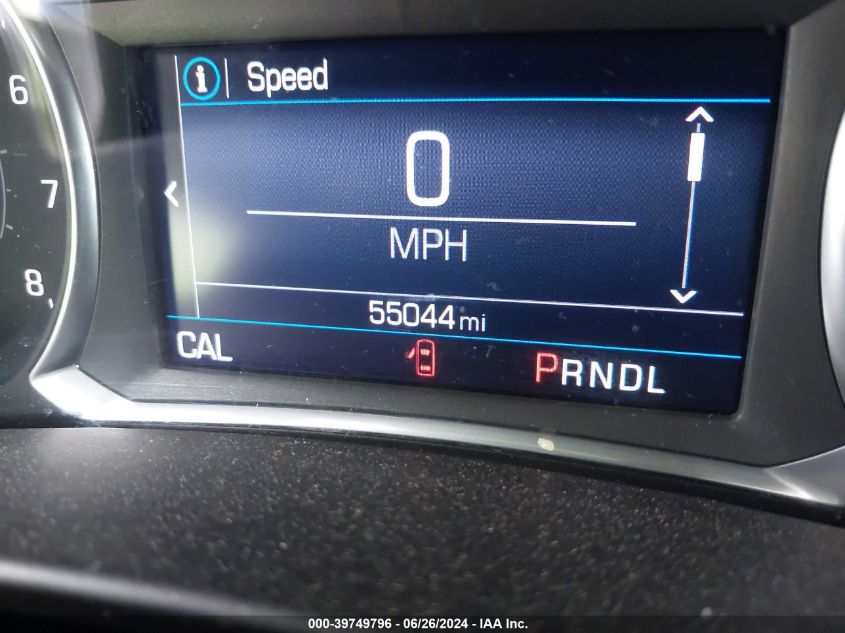 6
7
8
i Speed
0
MPH
55044 mi
CAL
PRNDL
000-39749796 - 06/26/2024 - IAA Inc.